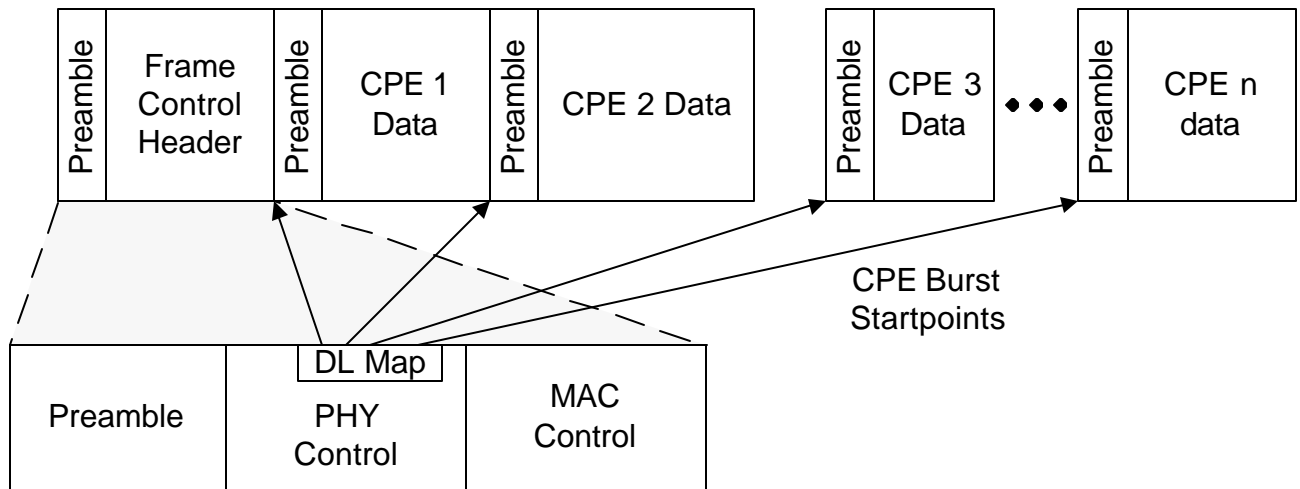 Preamble
Frame
Control
Header
Preamble
CPE 1
Data
Preamble
CPE 2 Data
Preamble
CPE 3
Data
Preamble
CPE n
data
CPE Burst
Startpoints
DL Map
Preamble
PHY
Control
MAC
Control